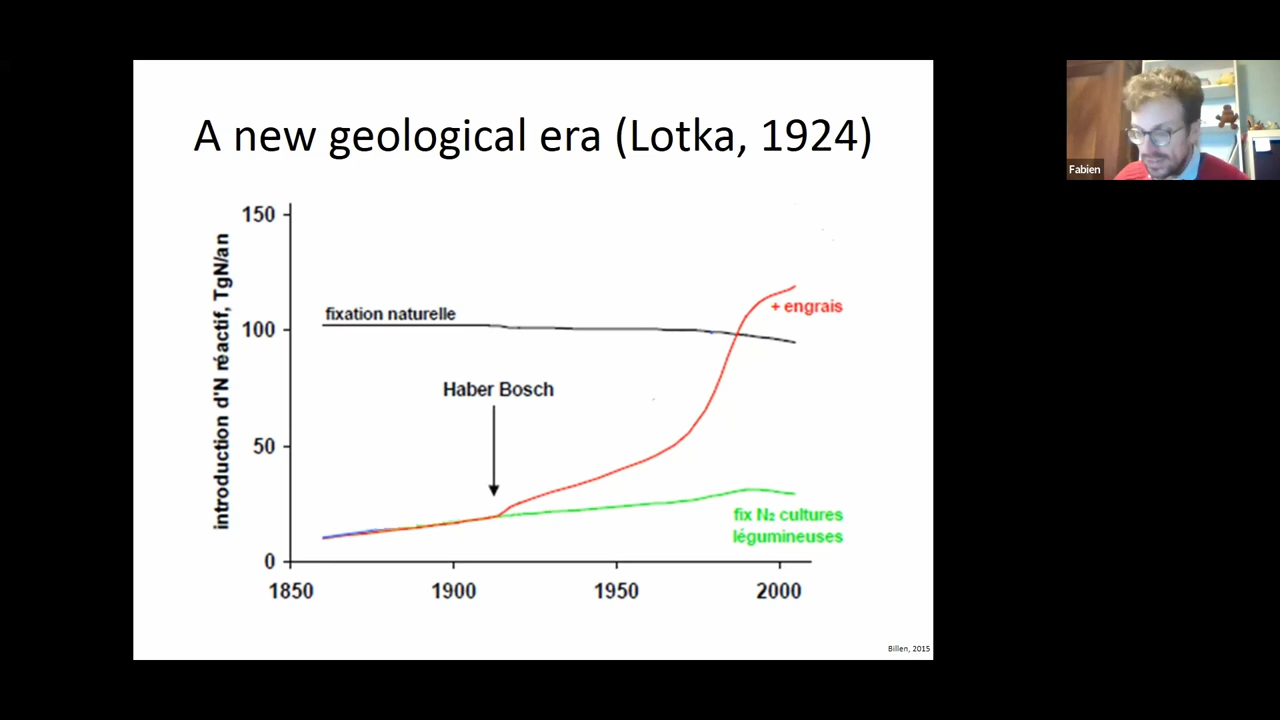 A new geological era (Lotka, 1924)
introduction d'N réactif, TgN/an
150
100
50
0
1850
1900
1950
2000
fixation naturelle
+ engrais
Haber Bosch
fix N₂ cultures
légumineuses
Billen, 2015
Fabien